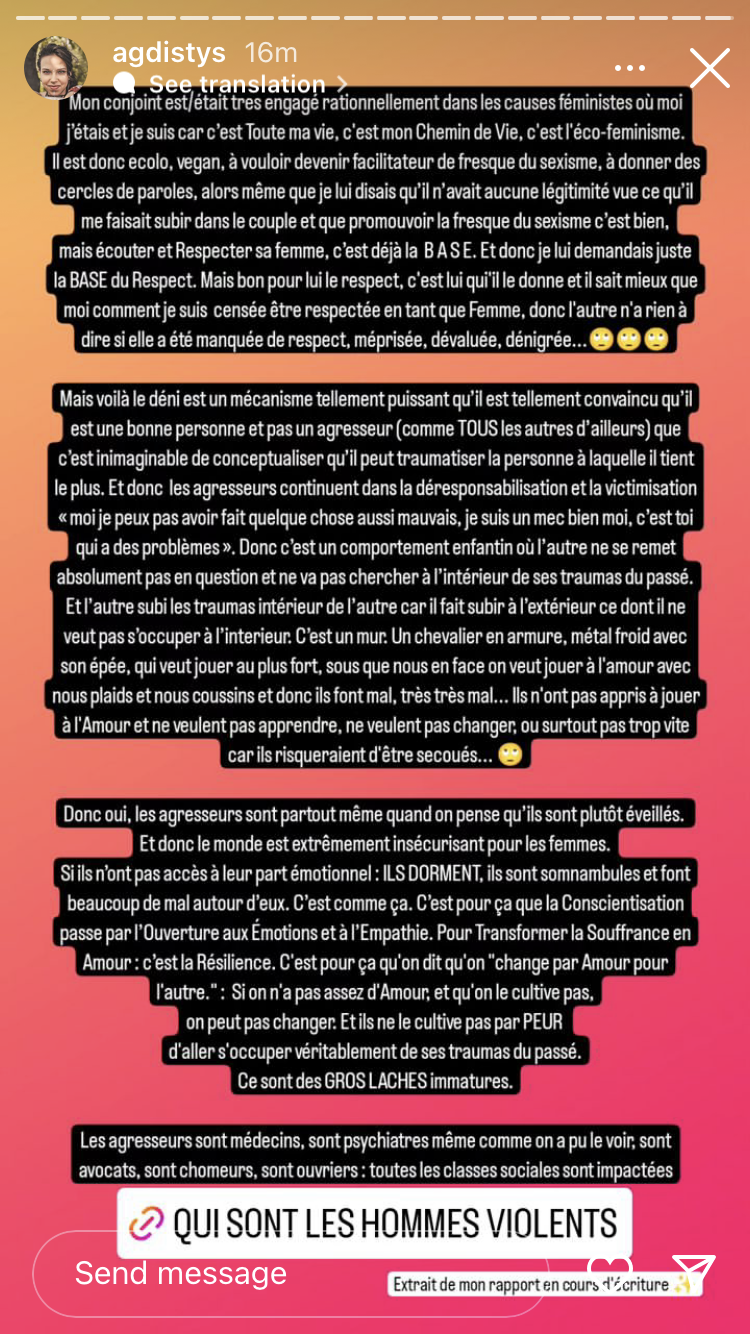 agdistys 16m
See translation
Mon conjoint est/était tres engagé rationnellement dans les causes féministes où moi
j'étais et je suis car c'est Toute ma vie, c'est mon Chemin de Vie, c'est l'éco-feminisme.
Il est donc ecolo, vegan, à vouloir devenir facilitateur de fresque du sexisme, à donner des
cercles de paroles, alors même que je lui disais qu'il n'avait aucune légitimité vue ce qu'il
me faisait subir dans le couple et que promouvoir la fresque du sexisme c'est bien,
mais écouter et Respecter sa femme, c'est déjà la B A S E. Et donc je lui demandais juste
la BASE du Respect. Mais bon pour lui le respect, c'est lui qui'il le donne et il sait mieux que
moi comment je suis censée être respectée en tant que Femme, donc l'autre n'a rien à
dire si elle a été manquée de respect, méprisée, dévaluée, dénigrée...🙄🙄🙄
Mais voilà le déni est un mécanisme tellement puissant qu'il est tellement convaincu qu'il
est une bonne personne et pas un agresseur (comme TOUS les autres d'ailleurs) que
c'est inimaginable de conceptualiser qu'il peut traumatiser la personne à laquelle il tient
le plus. Et donc les agresseurs continuent dans la déresponsabilisation et la victimisation
« moi je peux pas avoir fait quelque chose aussi mauvais, je suis un mec bien moi, c'est toi
qui a des problèmes ». Donc c'est un comportement enfantin où l'autre ne se remet
absolument pas en question et ne va pas chercher à l'intérieur de ses traumas du passé.
Et l'autre subi les traumas intérieur de l'autre car il fait subir à l'extérieur ce dont il ne
veut pas s'occuper à l'interieur. C'est un mur. Un chevalier en armure, métal froid avec
son épée, qui veut jouer au plus fort, sous que nous en face on veut jouer à l'amour avec
nous plaids et nous coussins et donc ils font mal, très très mal... Ils n'ont pas appris à jouer
à l'Amour et ne veulent pas apprendre, ne veulent pas changer, ou surtout pas trop vite
car ils risqueraient d'être secoués... 🙄
Donc oui, les agresseurs sont partout même quand on pense qu'ils sont plutôt éveillés.
Et donc le monde est extrêmement insécurisant pour les femmes.
Si ils n'ont pas accès à leur part émotionnel : ILS DORMENT, ils sont somnambules et font
beaucoup de mal autour d'eux. C'est comme ça. C'est pour ça que la Conscientisation
passe par l'Ouverture aux Émotions et à l'Empathie. Pour Transformer la Souffrance en
Amour : c'est la Résilience. C'est pour ça qu'on dit qu'on "change par Amour pour
l'autre." : Si on n'a pas assez d'Amour, et qu'on le cultive pas,
on peut pas changer. Et ils ne le cultive pas par PEUR
d'aller s'occuper véritablement de ses traumas du passé.
Ce sont des GROS LACHES immatures.
Les agresseurs sont médecins, sont psychiatres même comme on a pu le voir, sont
avocats, sont chomeurs, sont ouvriers : toutes les classes sociales sont impactées
QUI SONT LES HOMMES VIOLENTS
Send message
Extrait de mon rapport en cours d'écriture ✨